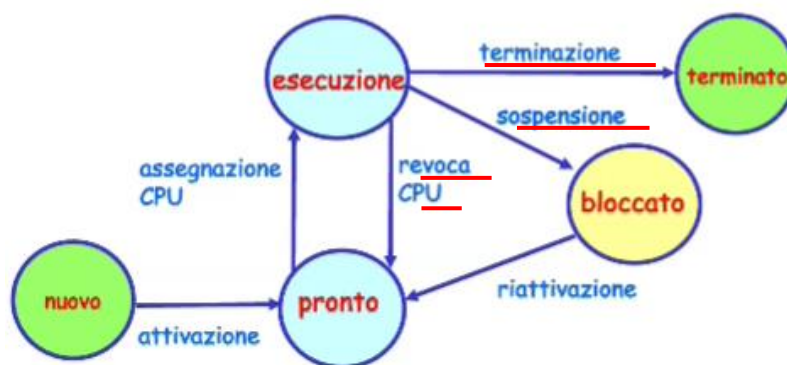 terminazione
esecuzione
terminato
sospensione
assegnazione
CPU
revoca
CPU
bloccato
nuovo
pronto
riattivazione
attivazione